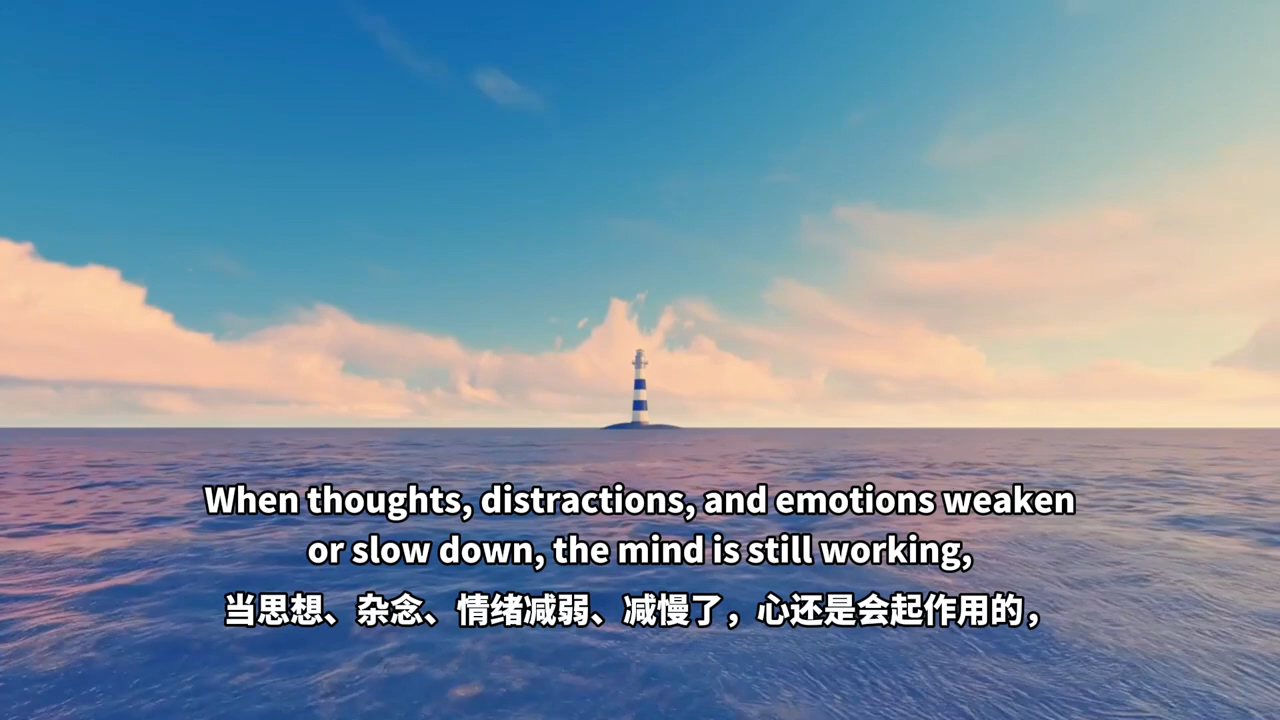 When thoughts, distractions, and emotions weaken
or slow down, the mind is still working,
当思想、杂念、情绪减弱、减慢了，心还是会起作用的，